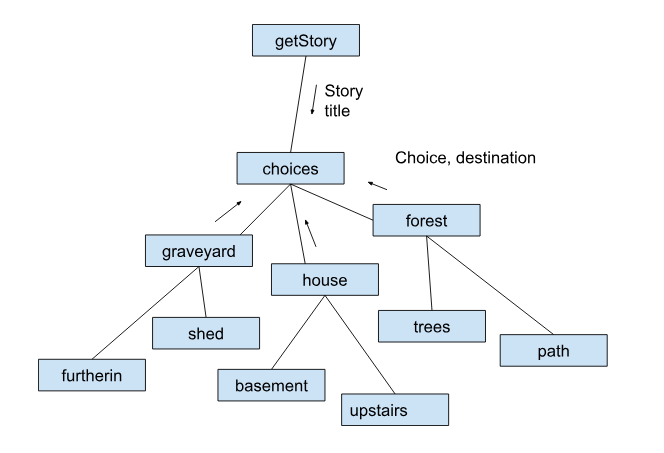 getStory
Story
title
choices
Choice, destination
forest
graveyard
house
trees
shed
path
furtherin
basement
upstairs